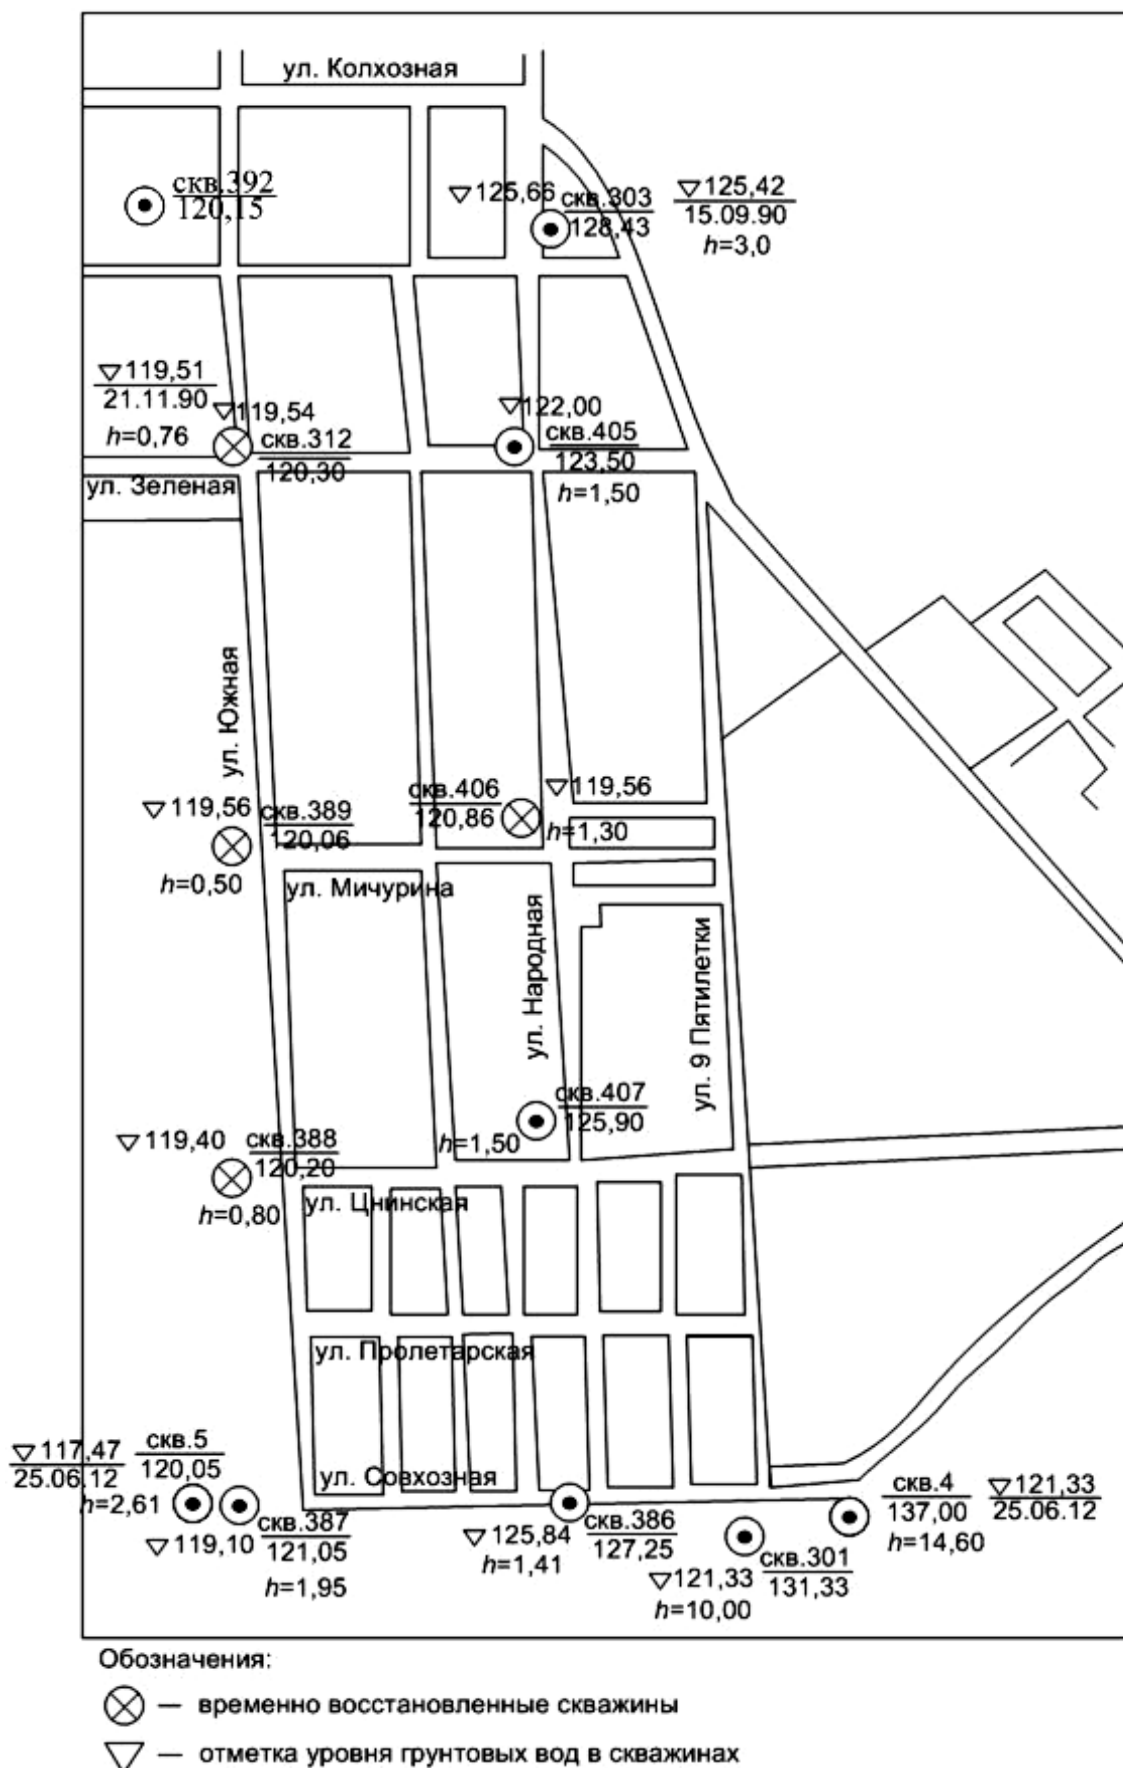 ул. Колхозная
скв.392
120,15
125,66
скв.303
128,43
125,42
15.09.90
h=3,0
119,51
21.11.90
h=0,76
119,54
скв.312
120,30
122,00
скв.405
123,50
h=1,50
ул. Зеленая
ул. Южная
119,56
скв.389
120,06
h=0,50
скв.406
120,86
119,56
h=1,30
ул. Мичурина
ул. Народная
ул. 9 Пятилетки
скв.407
125,90
h=1,50
119,40
скв.388
120,20
h=0,80
ул. Цнинская
ул. Пролетарская
ул. Совхозная
117,47
25.06.12
h=2,61
скв.5
120,05
119,10
скв.387
121,05
h=1,95
125,84
h=1,41
скв.386
127,25
121,33
h=10,00
скв.301
131,33
скв.4
137,00
h=14,60
121,33
25.06.12
Обозначения:
— временно восстановленные скважины
— отметка уровня грунтовых вод в скважинах